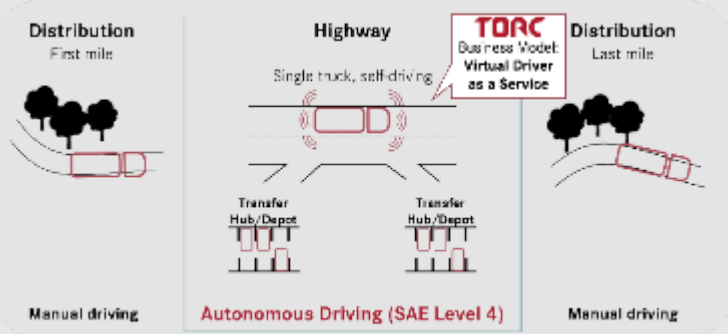 Distribution
First mile
Manual driving
Highway
Single truck, self-driving
TORC
Business Model:
Virtual Driver
as a Service
Transfer
Hub/Depot
Transfer
Hub/Depot
Autonomous Driving (SAE Level 4)
Distribution
Last mile
Manual driving